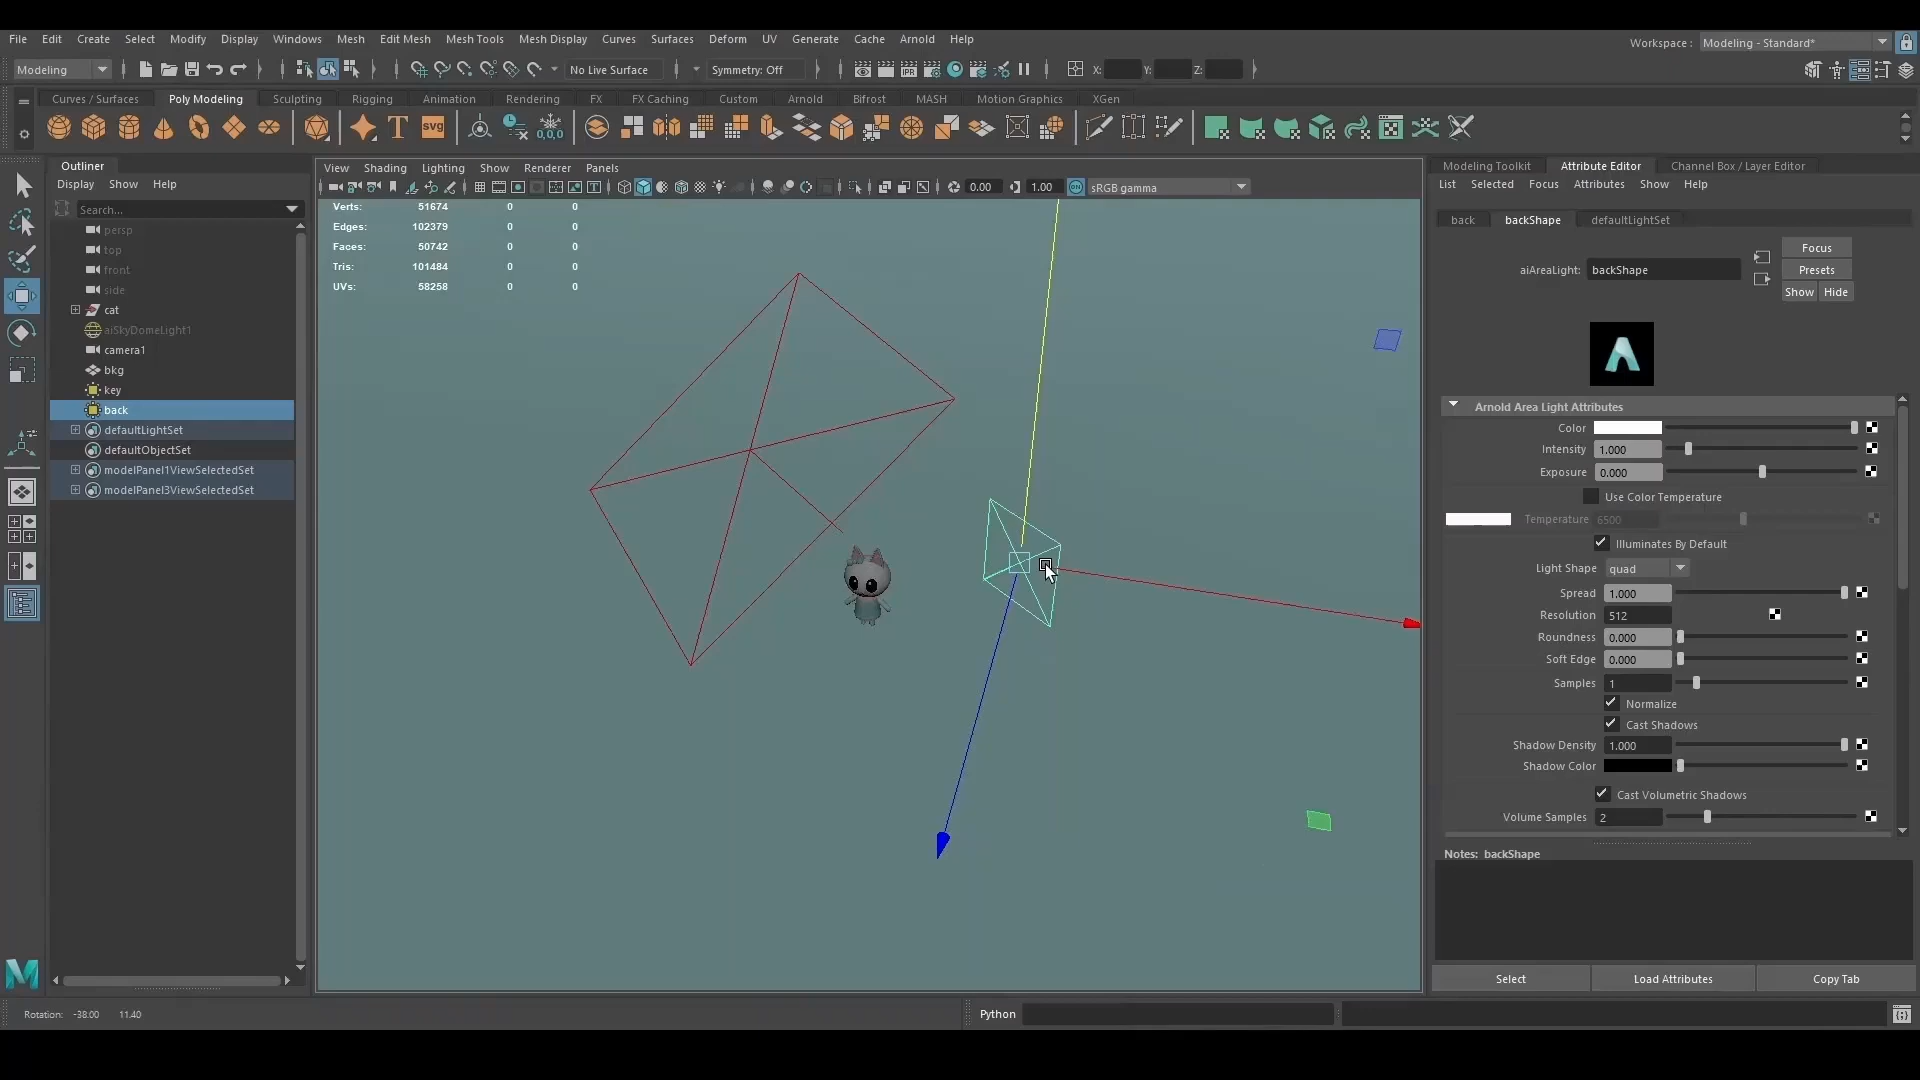 File Edit Create Select Modify Display Windows Mesh Edit Mesh Mesh Tools Mesh Display Curves Surfaces Deform UV Generate Cache Arnold Help
Workspace : Modeling - Standard*
Modeling No Live Surface Symmetry: Off IPR X: Y: Z:
Curves / Surfaces Poly Modeling Sculpting Rigging Animation Rendering FX FX Caching Custom Arnold Bifrost MASH Motion Graphics XGen
T SVG 0,0,0
Outliner
Display Show Help
Search...
persp
top
front
side
cat
aiSkyDomeLight1
camera1
bkg
key
back
defaultLightSet
defaultObjectSet
modelPanel1ViewSelectedSet
modelPanel3ViewSelectedSet
View Shading Lighting Show Renderer Panels
0.00 1.00 ON sRGB gamma
Verts: 51674 0 0
Edges: 102379 0 0
Faces: 50742 0 0
Tris: 101484 0 0
UVs: 58258 0 0
Modeling Toolkit Attribute Editor Channel Box / Layer Editor
List Selected Focus Attributes Show Help
back backShape defaultLightSet
Focus
aiAreaLight: backShape Presets
Show Hide
Arnold Area Light Attributes
Color
Intensity 1.000
Exposure 0.000
Use Color Temperature
Temperature 6500
Illuminates By Default
Light Shape quad
Spread 1.000
Resolution 512
Roundness 0.000
Soft Edge 0.000
Samples 1
Normalize
Cast Shadows
Shadow Density 1.000
Shadow Color
Cast Volumetric Shadows
Volume Samples 2
Notes: backShape
Select Load Attributes Copy Tab
Rotation: -38.00 11.40
Python